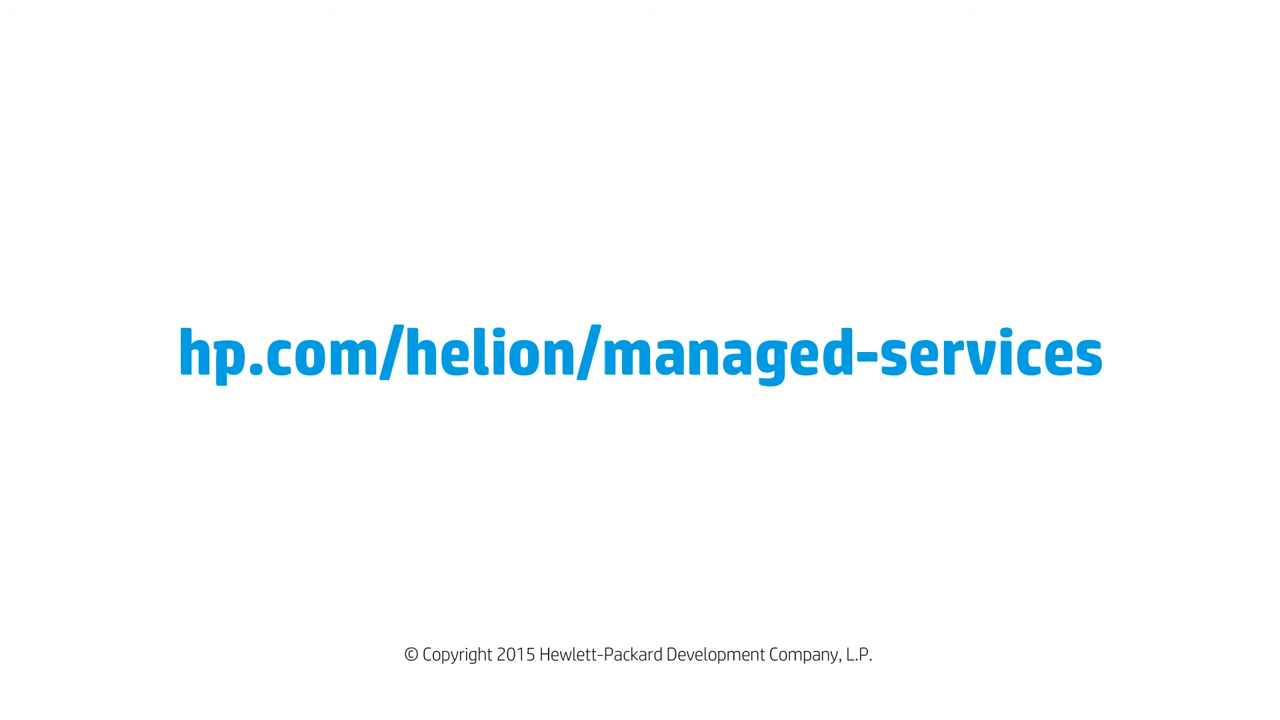 hp.com/helion/managed-services
© Copyright 2015 Hewlett-Packard Development Company, L.P.